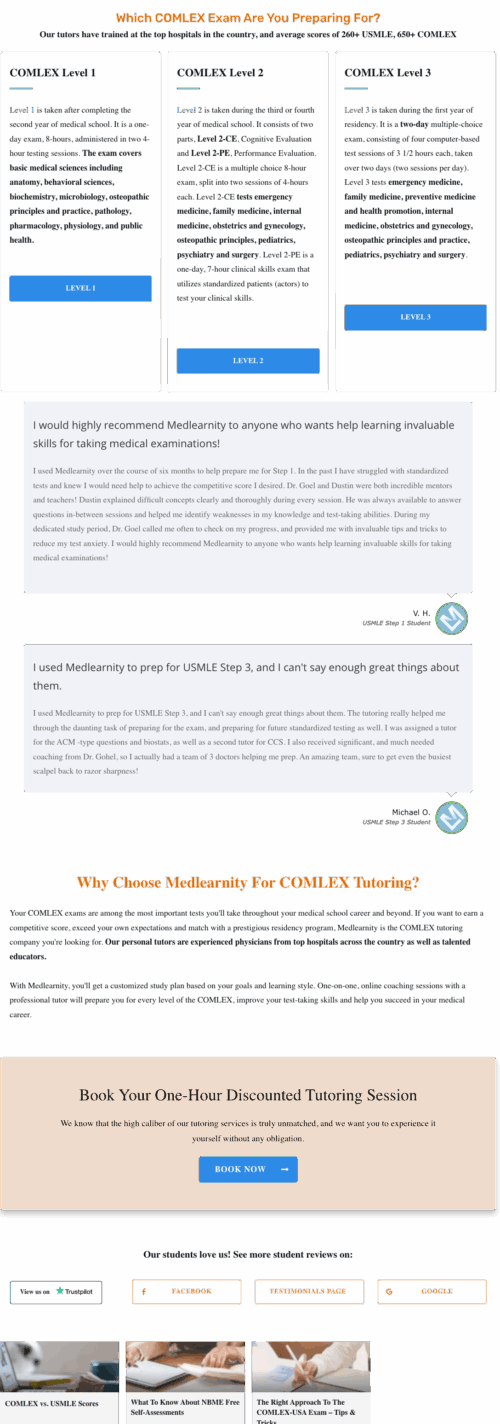 Which COMLEX Exam Are You Preparing For?
Our tutors have trained at the top hospitals in the country, and average scores of 260+ USMLE, 650+ COMLEX
COMLEX Level 1
Level 1 is taken after completing the
second year of medical school. It is a one-
day exam, 8-hours, administered in two 4-
hour testing sessions. The exam covers
basic medical sciences including
anatomy, behavioral sciences,
biochemistry, microbiology, osteopathic
principles and practice, pathology,
pharmacology, physiology, and public
health.
LEVEL 1
COMLEX Level 2
Level 2 is taken during the third or fourth
year of medical school. It consists of two
parts, Level 2-CE, Cognitive Evaluation
and Level 2-PE, Performance Evaluation.
Level 2-CE is a multiple choice 8-hour
exam, split into two sessions of 4-hours
each. Level 2-CE tests emergency
medicine, family medicine, internal
medicine, obstetrics and gynecology,
osteopathic principles, pediatrics,
psychiatry and surgery. Level 2-PE is a
one-day, 7-hour clinical skills exam that
utilizes standardized patients (actors) to
test your clinical skills.
LEVEL 2
COMLEX Level 3
Level 3 is taken during the first year of
residency. It is a two-day multiple-choice
exam, consisting of four computer-based
test sessions of 3 1/2 hours each, taken
over two days (two sessions per day).
Level 3 tests emergency medicine,
family medicine, preventive medicine
and health promotion, internal
medicine, obstetrics and gynecology,
osteopathic principles and practice,
pediatrics, psychiatry and surgery.
LEVEL 3
I would highly recommend Medlearnity to anyone who wants help learning invaluable
skills for taking medical examinations!
I used Medlearnity over the course of six months to help prepare me for Step 1. In the past I have struggled with standardized
tests and knew I would need help to achieve the competitive score I desired. Dr. Goel and Dustin were both incredible mentors
and teachers! Dustin explained difficult concepts clearly and thoroughly during every session. He was always available to answer
questions in-between sessions and helped me identify weaknesses in my knowledge and test-taking abilities. During my
dedicated study period, Dr. Goel called me often to check on my progress, and provided me with invaluable tips and tricks to
reduce my test anxiety. I would highly recommend Medlearnity to anyone who wants help learning invaluable skills for taking
medical examinations!
V. H.
USMLE Step 1 Student
I used Medlearnity to prep for USMLE Step 3, and I can't say enough great things about
them.
I used Medlearnity to prep for USMLE Step 3, and I can't say enough great things about them. The tutoring really helped me
through the daunting task of preparing for the exam, and preparing for future standardized testing as well. I was assigned a tutor
for the ACM -type questions and biostats, as well as a second tutor for CCS. I also received significant, and much needed
coaching from Dr. Gohel, so I actually had a team of 3 doctors helping me prep. An amazing team, sure to get even the busiest
scalpel back to razor sharpness!
Michael O.
USMLE Step 3 Student
Why Choose Medlearnity For COMLEX Tutoring?
Your COMLEX exams are among the most important tests you'll take throughout your medical school career and beyond. If you want to earn a
competitive score, exceed your own expectations and match with a prestigious residency program, Medlearnity is the COMLEX tutoring
company you're looking for. Our personal tutors are experienced physicians from top hospitals across the country as well as talented
educators.
With Medlearnity, you'll get a customized study plan based on your goals and learning style. One-on-one, online coaching sessions with a
professional tutor will prepare you for every level of the COMLEX, improve your test-taking skills and help you succeed in your medical
career.
Book Your One-Hour Discounted Tutoring Session
We know that the high caliber of our tutoring services is truly unmatched, and we want you to experience it
yourself without any obligation.
BOOK NOW
Our students love us! See more student reviews on:
View us on Trustpilot
FACEBOOK
TESTIMONIALS PAGE
GOOGLE
COMLEX vs. USMLE Scores
What To Know About NBME Free
Self-Assessments
The Right Approach To The
COMLEX-USA Exam – Tips &
Tricks